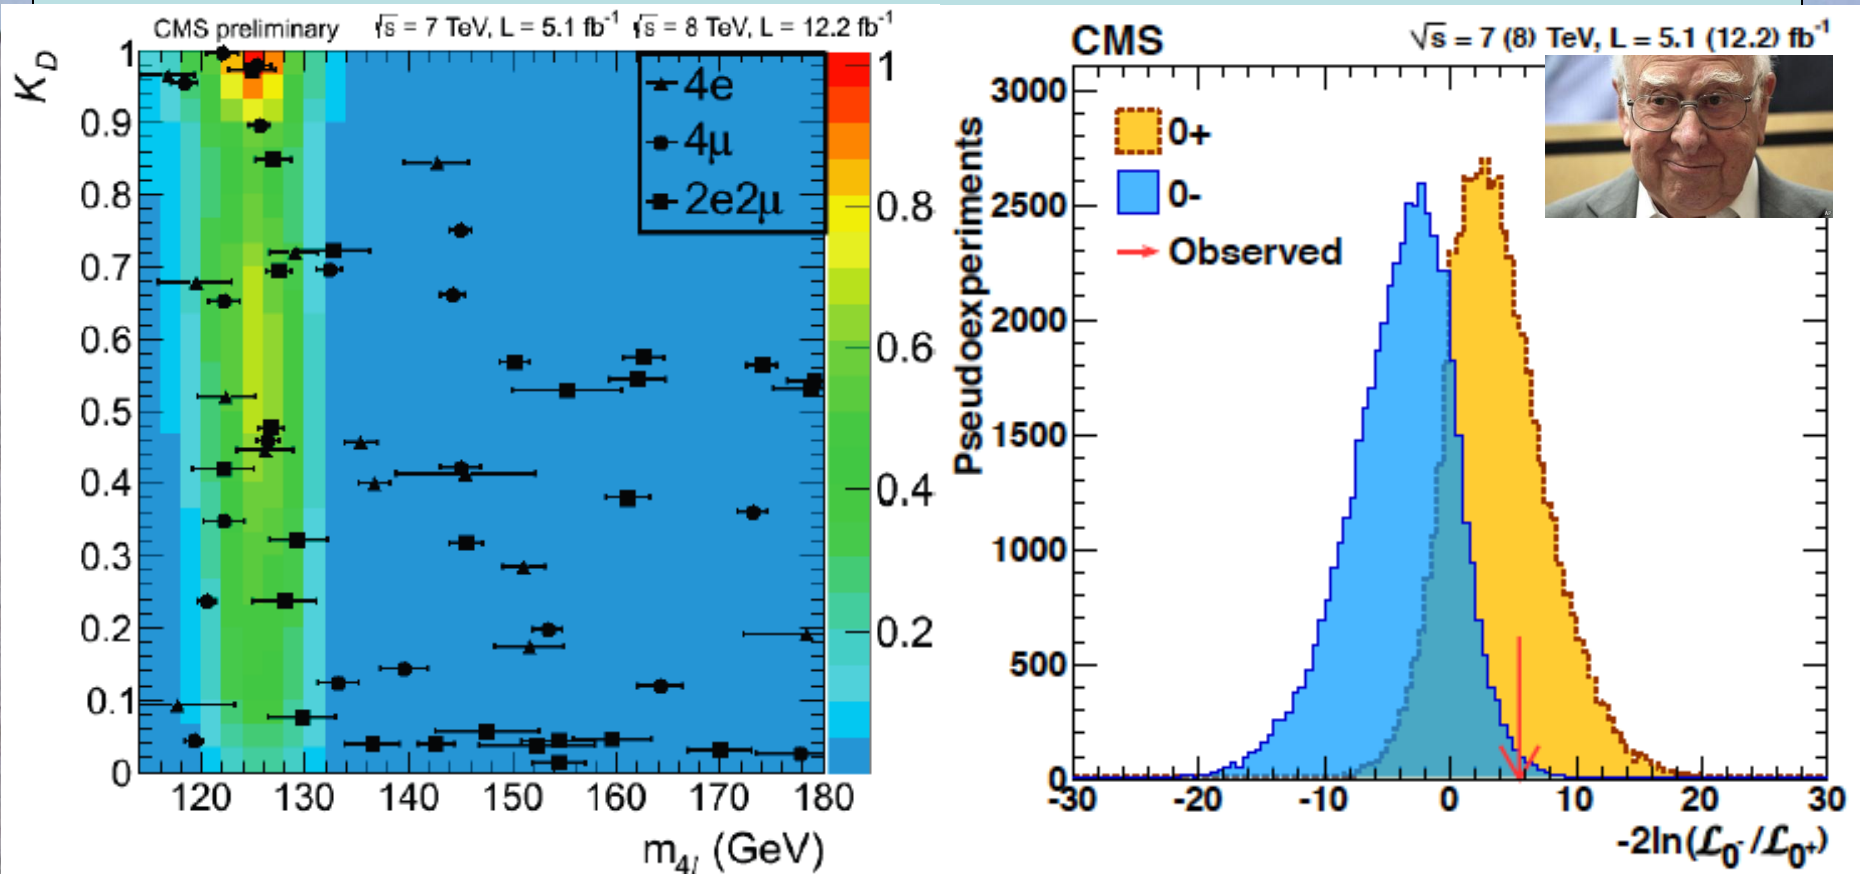 CMS preliminary √s = 7 TeV, L = 5.1 fb⁻¹ √s = 8 TeV, L = 12.2 fb⁻¹
K_D
1
0.9
0.8
0.7
0.6
0.5
0.4
0.3
0.2
0.1
0
4e
4μ
2e2μ
1
0.8
0.6
0.4
0.2
120 130 140 150 160 170 180
m_4l (GeV)
CMS √s = 7 (8) TeV, L = 5.1 (12.2) fb⁻¹
Pseudoexperiments
3000
2500
2000
1500
1000
500
0
0+
0-
Observed
-30 -20 -10 0 10 20 30
-2ln(ℒ_0⁻/ℒ_0⁺)